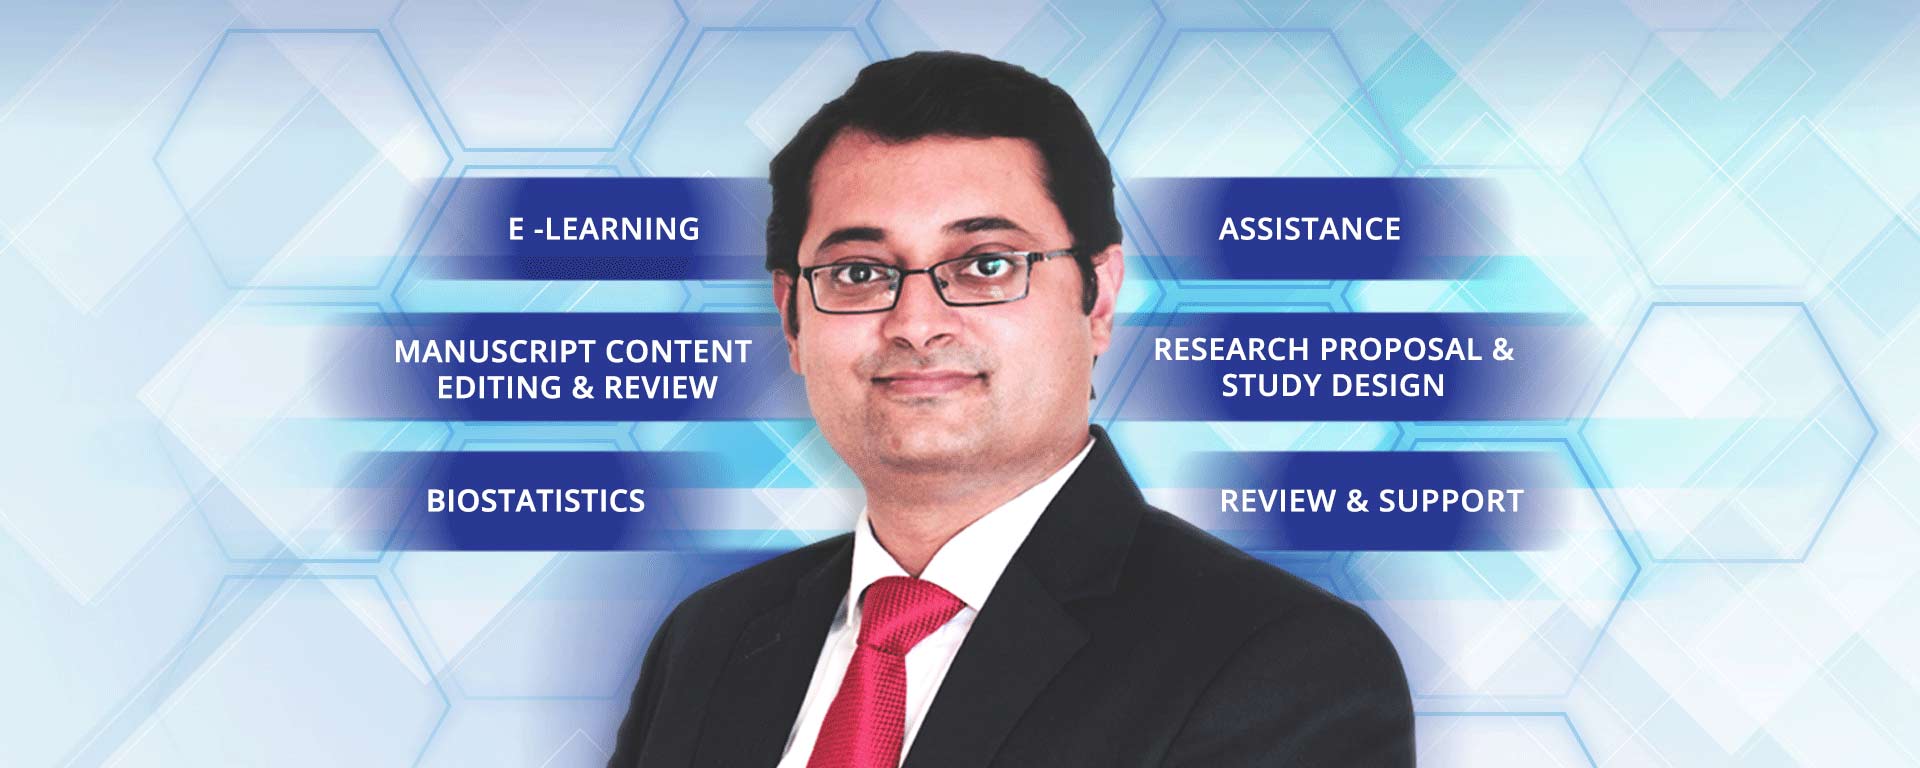 E -LEARNING
ASSISTANCE
MANUSCRIPT CONTENT
EDITING & REVIEW
RESEARCH PROPOSAL &
STUDY DESIGN
BIOSTATISTICS
REVIEW & SUPPORT